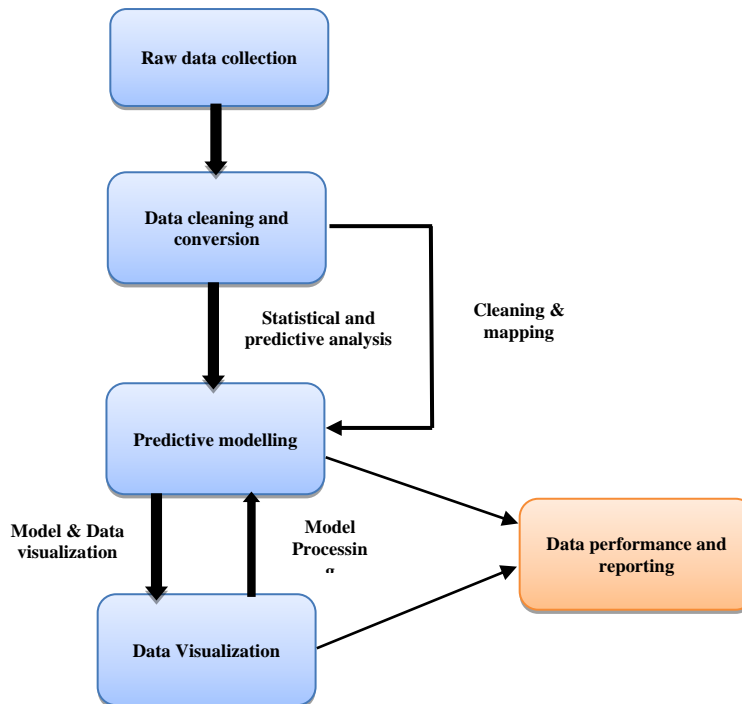 Raw data collection
Data cleaning and
conversion
Statistical and
predictive analysis
Cleaning &
mapping
Predictive modelling
Model & Data
visualization
Model
Processin
g
Data performance and
reporting
Data Visualization